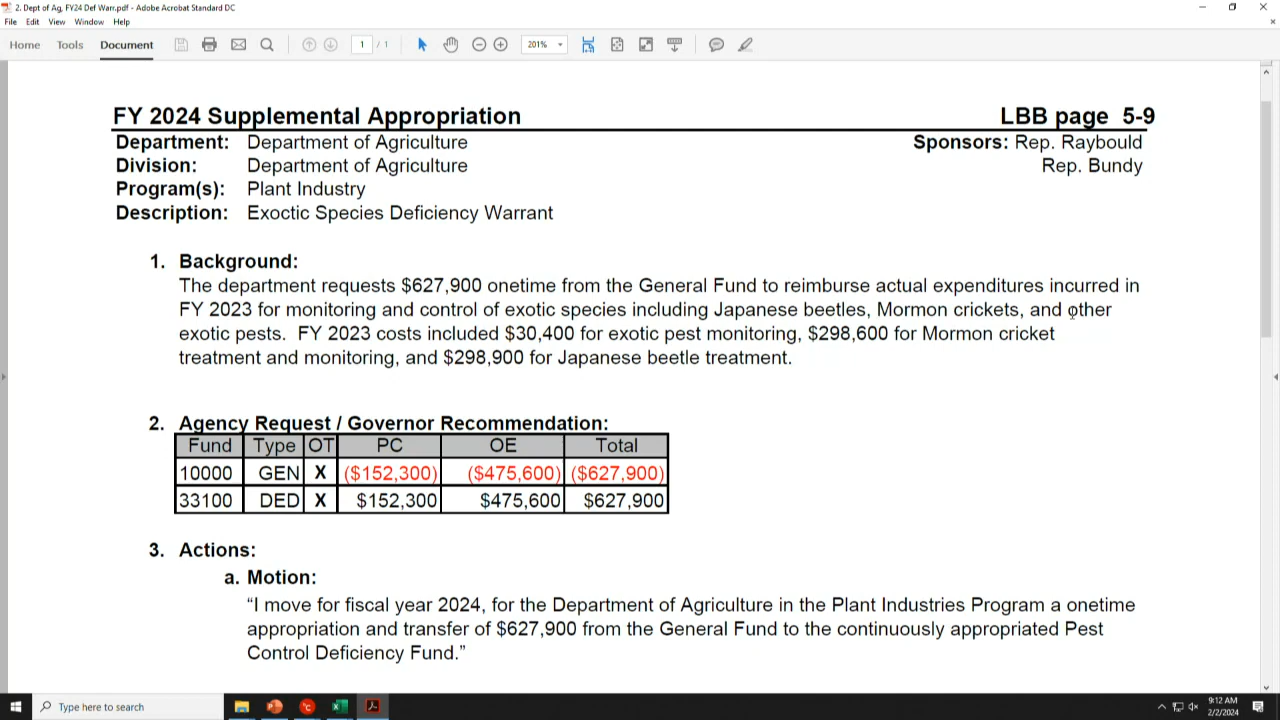 2. Dept of Ag, FY24 Def Warr.pdf - Adobe Acrobat Standard DC
File Edit View Window Help
Home Tools Document 1 / 1 201%
FY 2024 Supplemental Appropriation LBB page 5-9
Department: Department of Agriculture Sponsors: Rep. Raybould
Division: Department of Agriculture Rep. Bundy
Program(s): Plant Industry
Description: Exoctic Species Deficiency Warrant
1. Background:
The department requests $627,900 onetime from the General Fund to reimburse actual expenditures incurred in
FY 2023 for monitoring and control of exotic species including Japanese beetles, Mormon crickets, and other
exotic pests. FY 2023 costs included $30,400 for exotic pest monitoring, $298,600 for Mormon cricket
treatment and monitoring, and $298,900 for Japanese beetle treatment.
2. Agency Request / Governor Recommendation:
Fund Type OT PC OE Total
10000 GEN X ($152,300) ($475,600) ($627,900)
33100 DED X $152,300 $475,600 $627,900
3. Actions:
a. Motion:
“I move for fiscal year 2024, for the Department of Agriculture in the Plant Industries Program a onetime
appropriation and transfer of $627,900 from the General Fund to the continuously appropriated Pest
Control Deficiency Fund.”
Type here to search
9:12 AM
2/2/2024